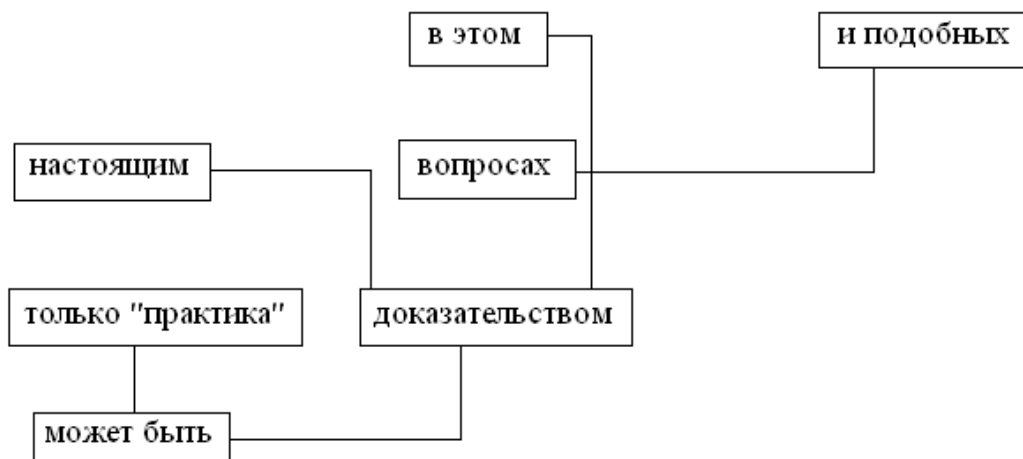 в этом
и подобных
настоящим
вопросах
только "практика"
доказательством
может быть